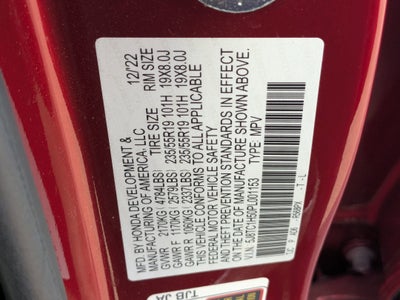 MFD. BY HONDA DEVELOPMENT & 12/'22
MANUFACTURING OF AMERICA, LLC
TIRE SIZE RIM SIZE
GVWR 2170KG 4784LBS
GAWR F 1170KG 2579LBS 235/55R19 101H 19X8.0J
GAWR R 1060KG 2337LBS 235/55R19 101H 19X8.0J
THIS VEHICLE CONFORMS TO ALL APPLICABLE
FEDERAL MOTOR VEHICLE SAFETY
AND THEFT PREVENTION STANDARDS IN EFFECT
ON THE DATE OF MANUFACTURE SHOWN ABOVE.
V.I.N.: TYPE: MPV
TJB JA